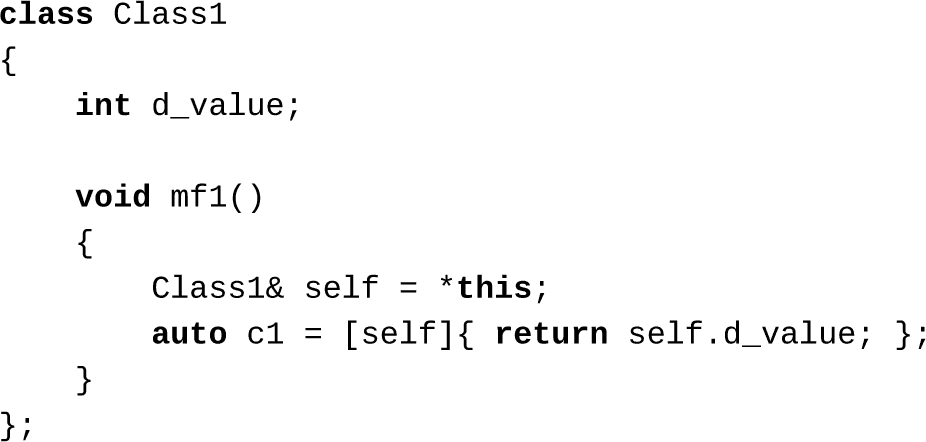 class Class1
{
    int d_value;

    void mf1()
    {
        Class1& self = *this;
        auto c1 = [self]{ return self.d_value; };
    }
};